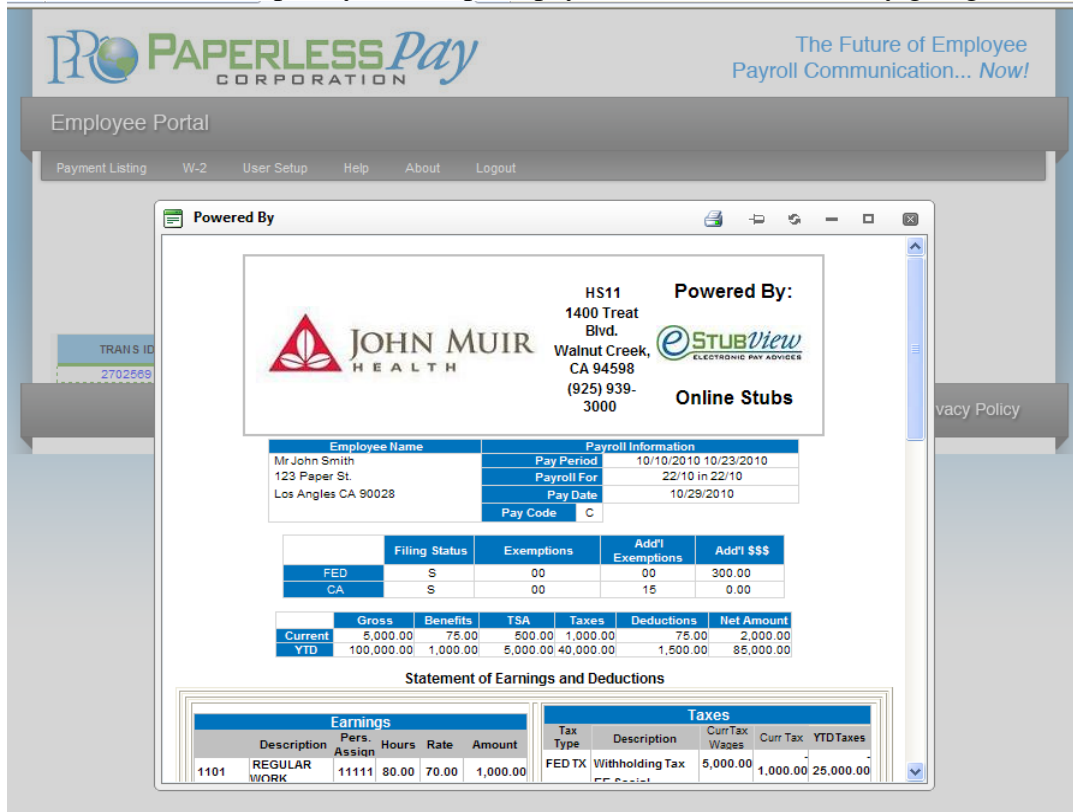 PPC PAPERLESS Pay
CORPORATION
The Future of Employee
Payroll Communication... Now!
Employee Portal
Payment Listing W-2 User Setup Help About Logout
Powered By
JOHN MUIR
HEALTH
HS11
1400 Treat
Blvd.
Walnut Creek,
CA 94598
(925) 939-
3000
Powered By:
eSTUBView
ELECTRONIC PAY ADVICES
Online Stubs
TRANS ID
2702569
vacy Policy
Employee Name Payroll Information
Mr John Smith Pay Period 10/10/2010 10/23/2010
123 Paper St. Payroll For 22/10 in 22/10
Los Angles CA 90028 Pay Date 10/29/2010
Pay Code C
Filing Status Exemptions Add'l Exemptions Add'l $$$
FED S 00 00 300.00
CA S 00 15 0.00
Gross Benefits TSA Taxes Deductions Net Amount
Current 5,000.00 75.00 500.00 1,000.00 75.00 2,000.00
YTD 100,000.00 1,000.00 5,000.00 40,000.00 1,500.00 85,000.00
Statement of Earnings and Deductions
Earnings
Description Pers. Assign Hours Rate Amount
1101 REGULAR WORK 11111 80.00 70.00 1,000.00
Taxes
Tax Type Description CurrTax Wages Curr Tax YTD Taxes
FED TX Withholding Tax 5,000.00 -1,000.00 -25,000.00
EE Social